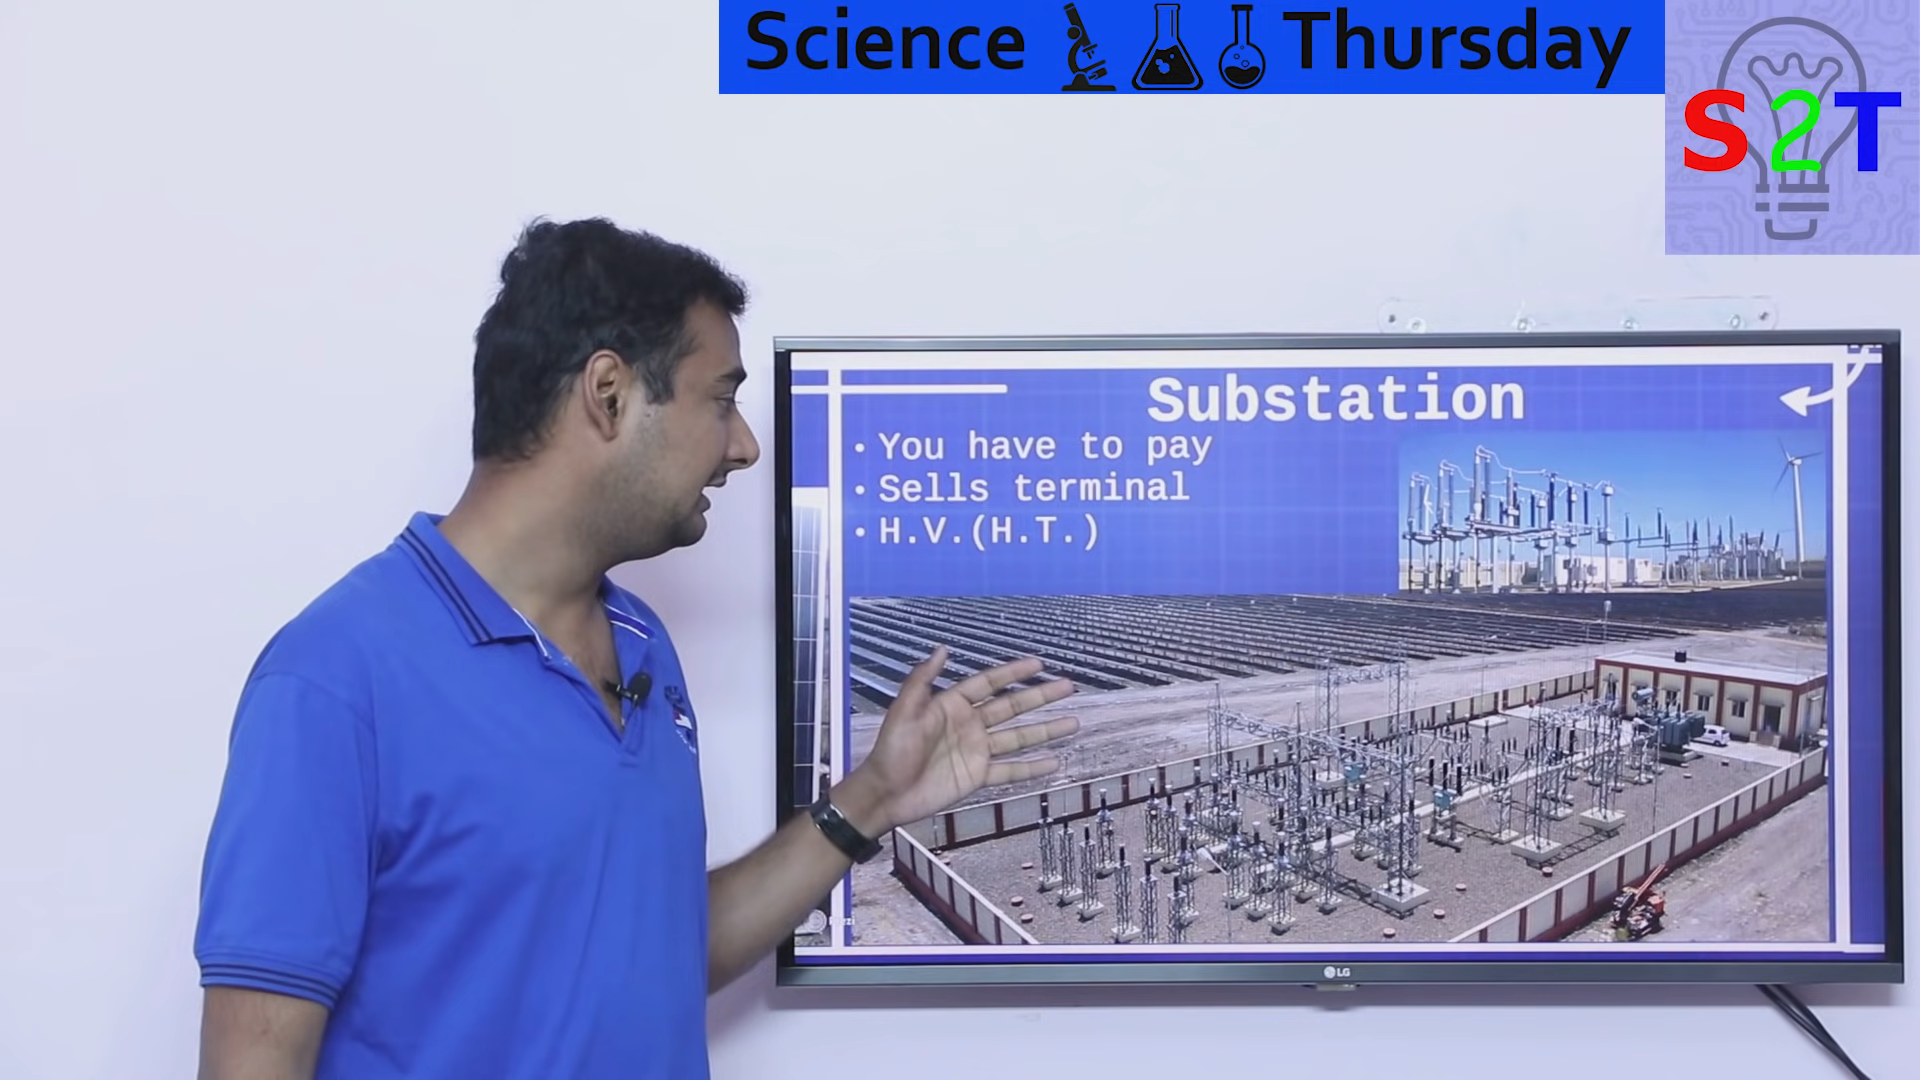 Science Thursday
S2T
Substation
• You have to pay
• Sells terminal
• H.V.(H.T.)
LG